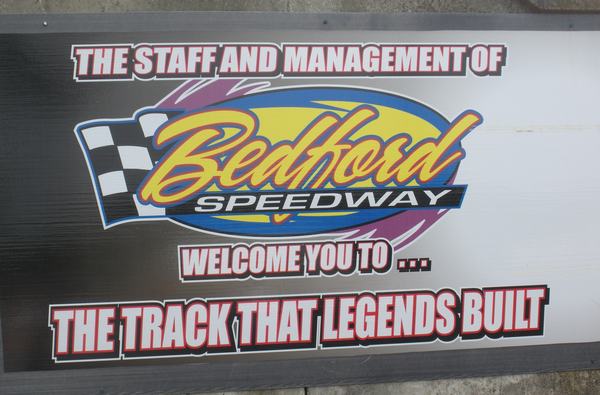 THE STAFF AND MANAGEMENT OF
Bedford
SPEEDWAY
WELCOME YOU TO ...
THE TRACK THAT LEGENDS BUILT